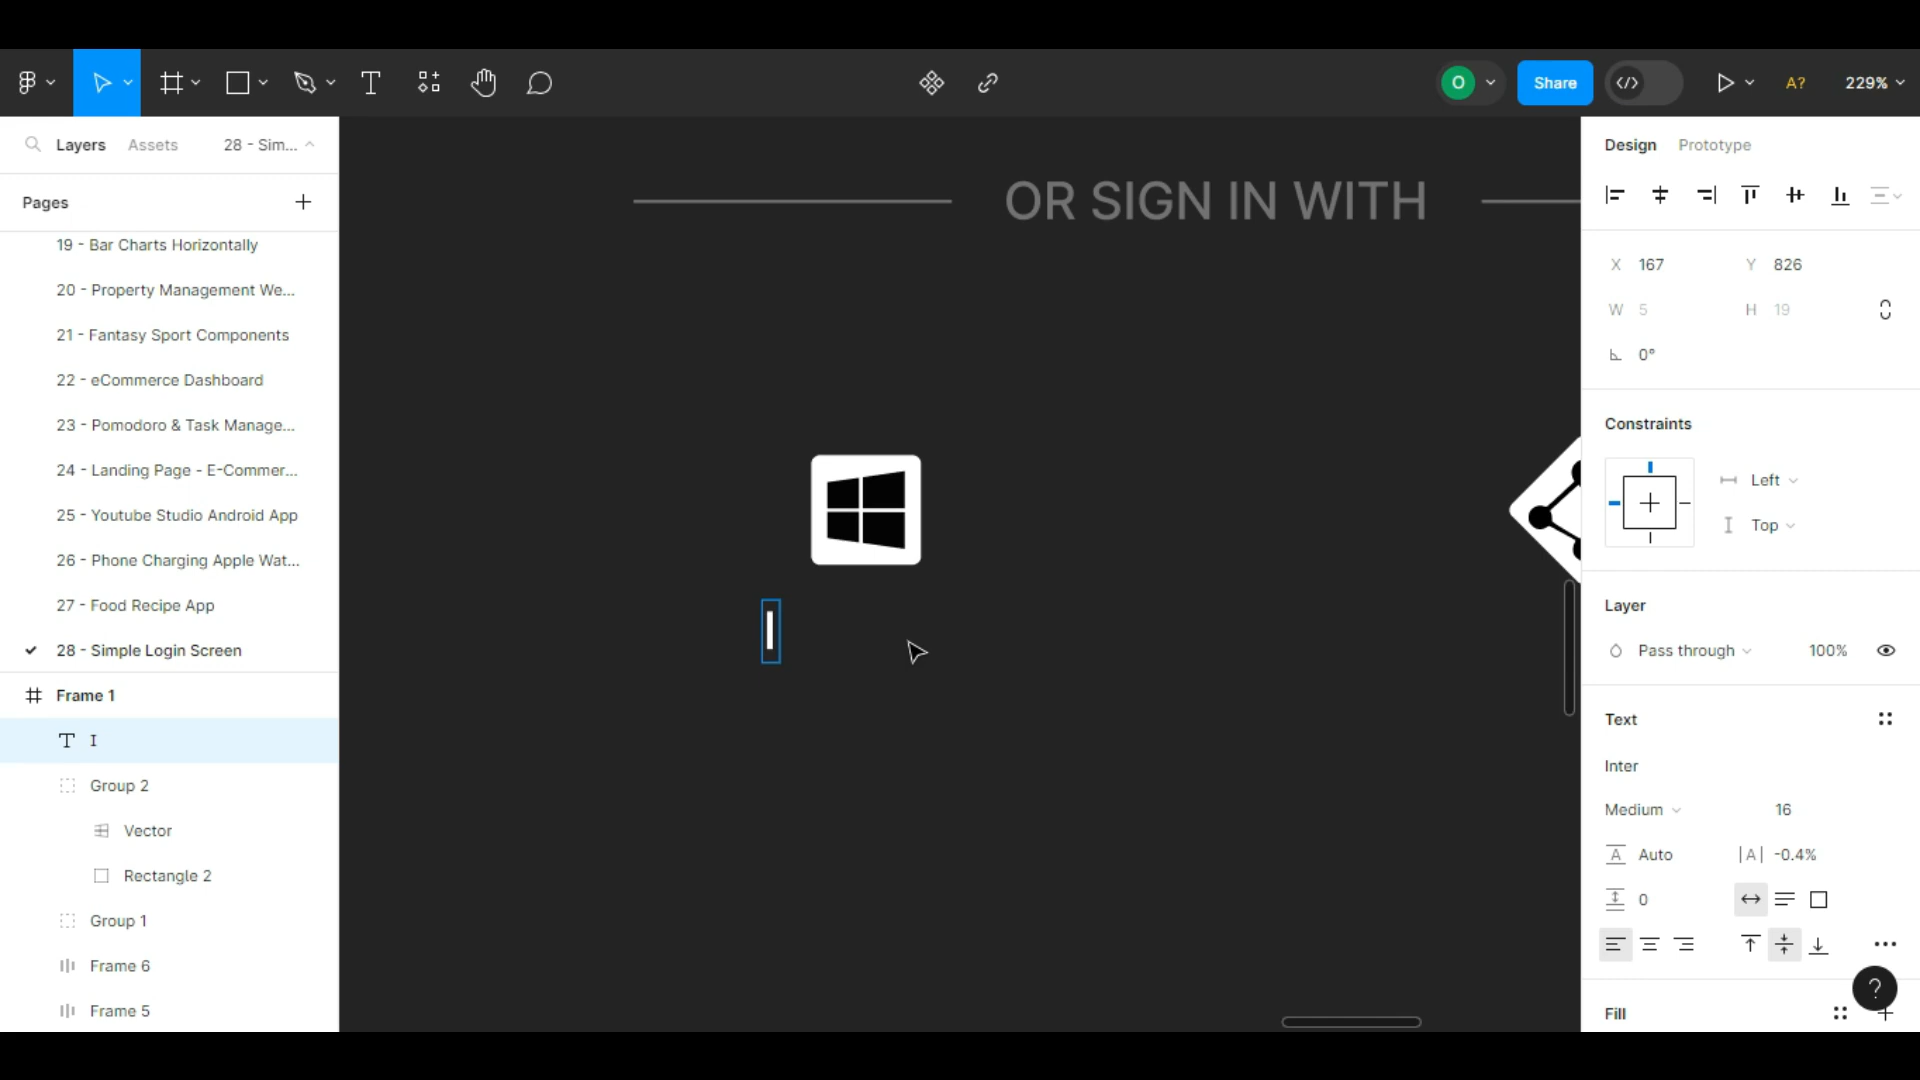 O
Share
A?
229%
Layers
Assets
28 - Sim...
Pages
19 - Bar Charts Horizontally
20 - Property Management We...
21 - Fantasy Sport Components
22 - eCommerce Dashboard
23 - Pomodoro & Task Manage...
24 - Landing Page - E-Commer...
25 - Youtube Studio Android App
26 - Phone Charging Apple Wat...
27 - Food Recipe App
28 - Simple Login Screen
Frame 1
I
Group 2
Vector
Rectangle 2
Group 1
Frame 6
Frame 5
OR SIGN IN WITH
I
Design
Prototype
X 167
Y 826
W 5
H 19
0°
Constraints
Left
Top
Layer
Pass through
100%
Text
Inter
Medium
16
A Auto
|A| -0.4%
0
?
Fill